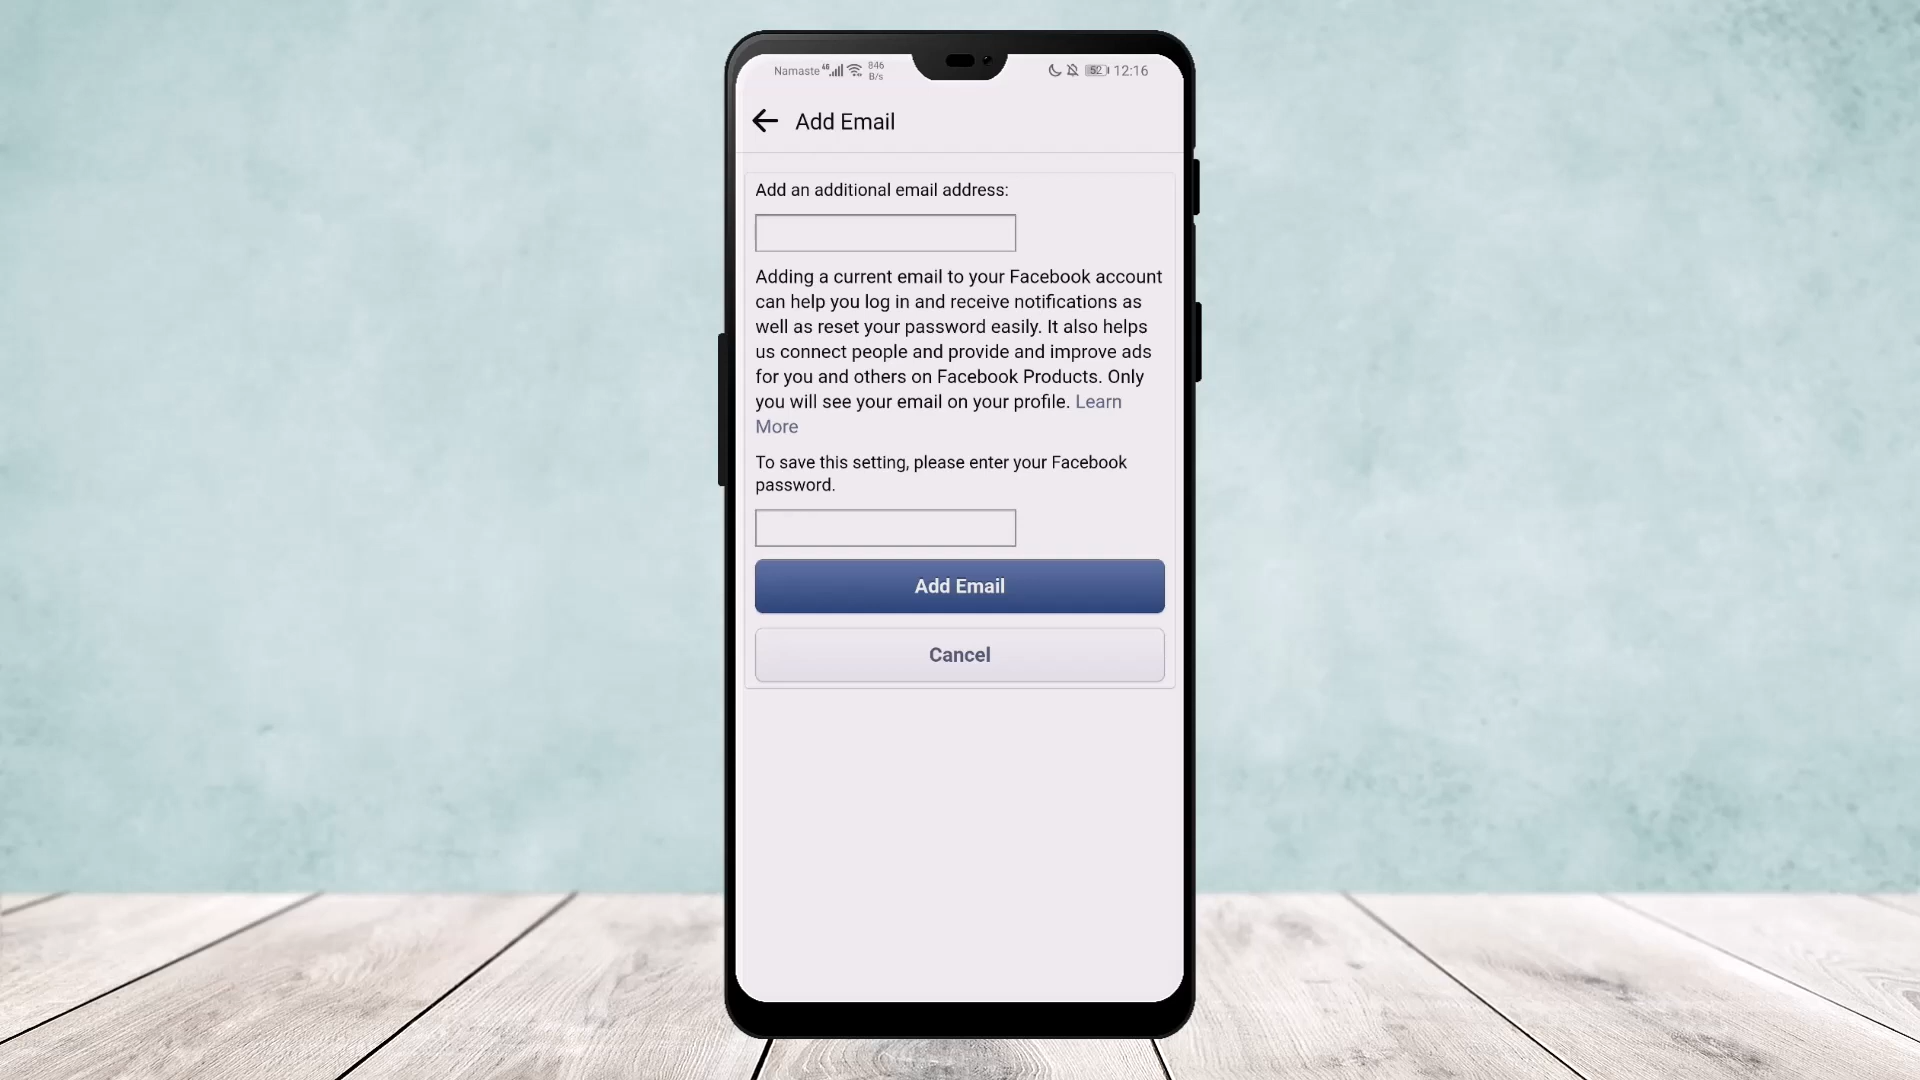 Namaste 4G 846 B/s 52 12:16
Add Email
Add an additional email address:
Adding a current email to your Facebook account
can help you log in and receive notifications as
well as reset your password easily. It also helps
us connect people and provide and improve ads
for you and others on Facebook Products. Only
you will see your email on your profile. Learn
More
To save this setting, please enter your Facebook
password.
Add Email
Cancel